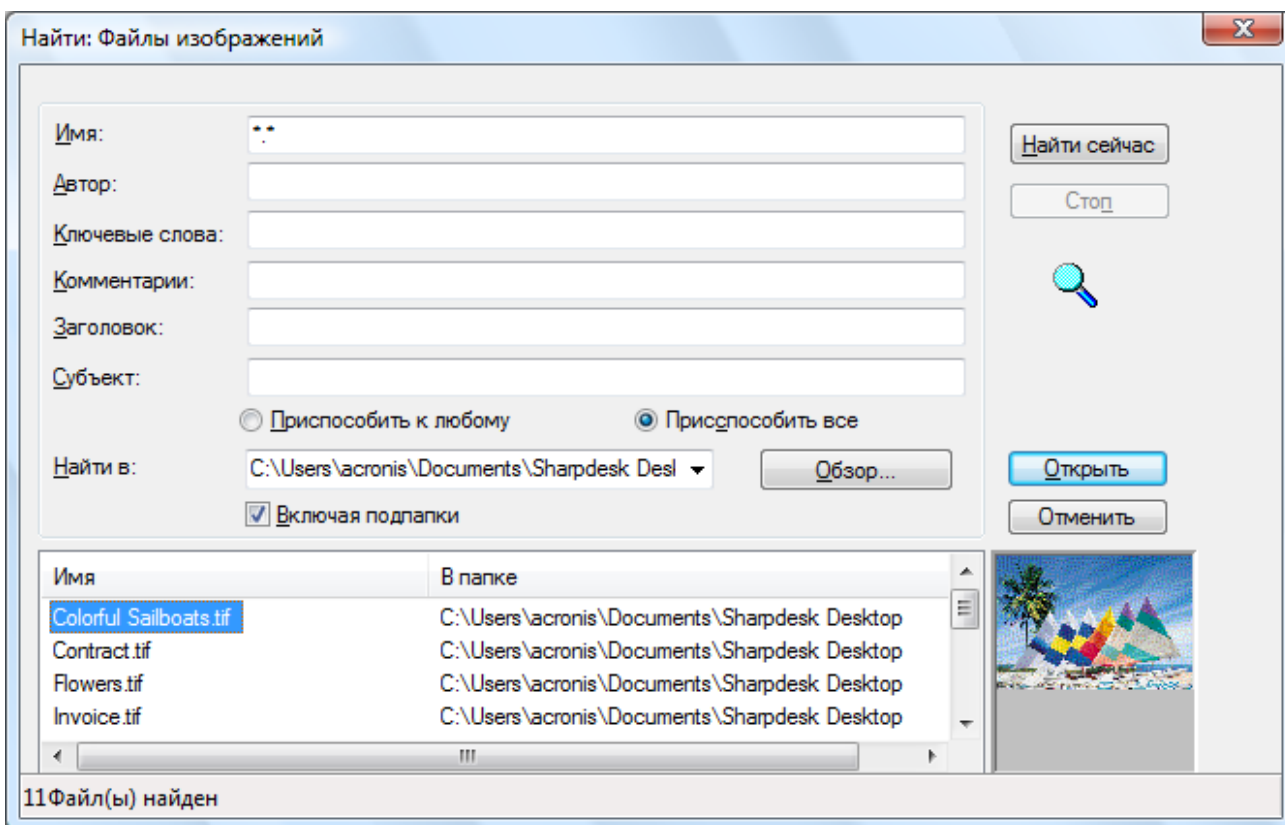 Найти: Файлы изображений
Имя: *.*
Найти сейчас
Автор:
Стоп
Ключевые слова:
Комментарии:
Заголовок:
Субъект:
Приспособить к любому Присспособить все
Найти в: C:\Users\acronis\Documents\Sharpdesk Desl Обзор... Открыть
Включая подпапки Отменить
Имя В папке
Colorful Sailboats.tif C:\Users\acronis\Documents\Sharpdesk Desktop
Contract.tif C:\Users\acronis\Documents\Sharpdesk Desktop
Flowers.tif C:\Users\acronis\Documents\Sharpdesk Desktop
Invoice.tif C:\Users\acronis\Documents\Sharpdesk Desktop
11Файл(ы) найден